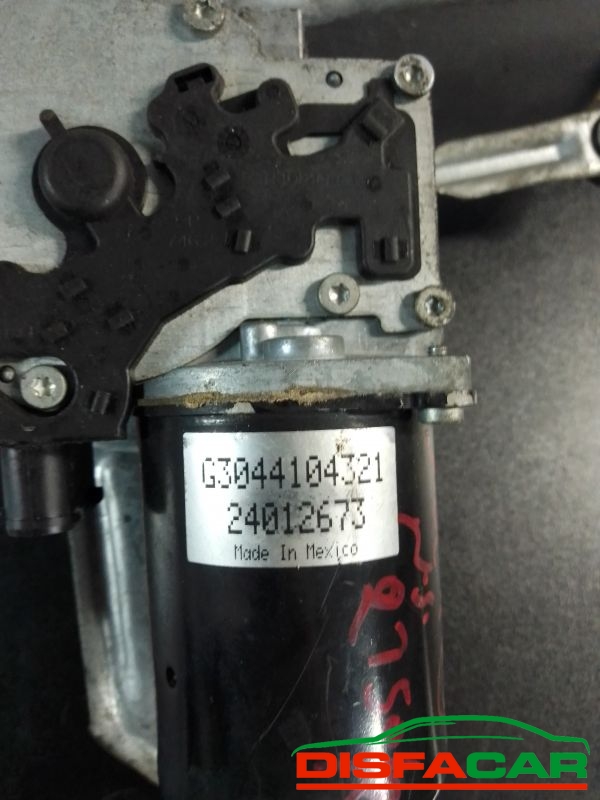 G3044104321
24012673
Made In Mexico
DISFACAR